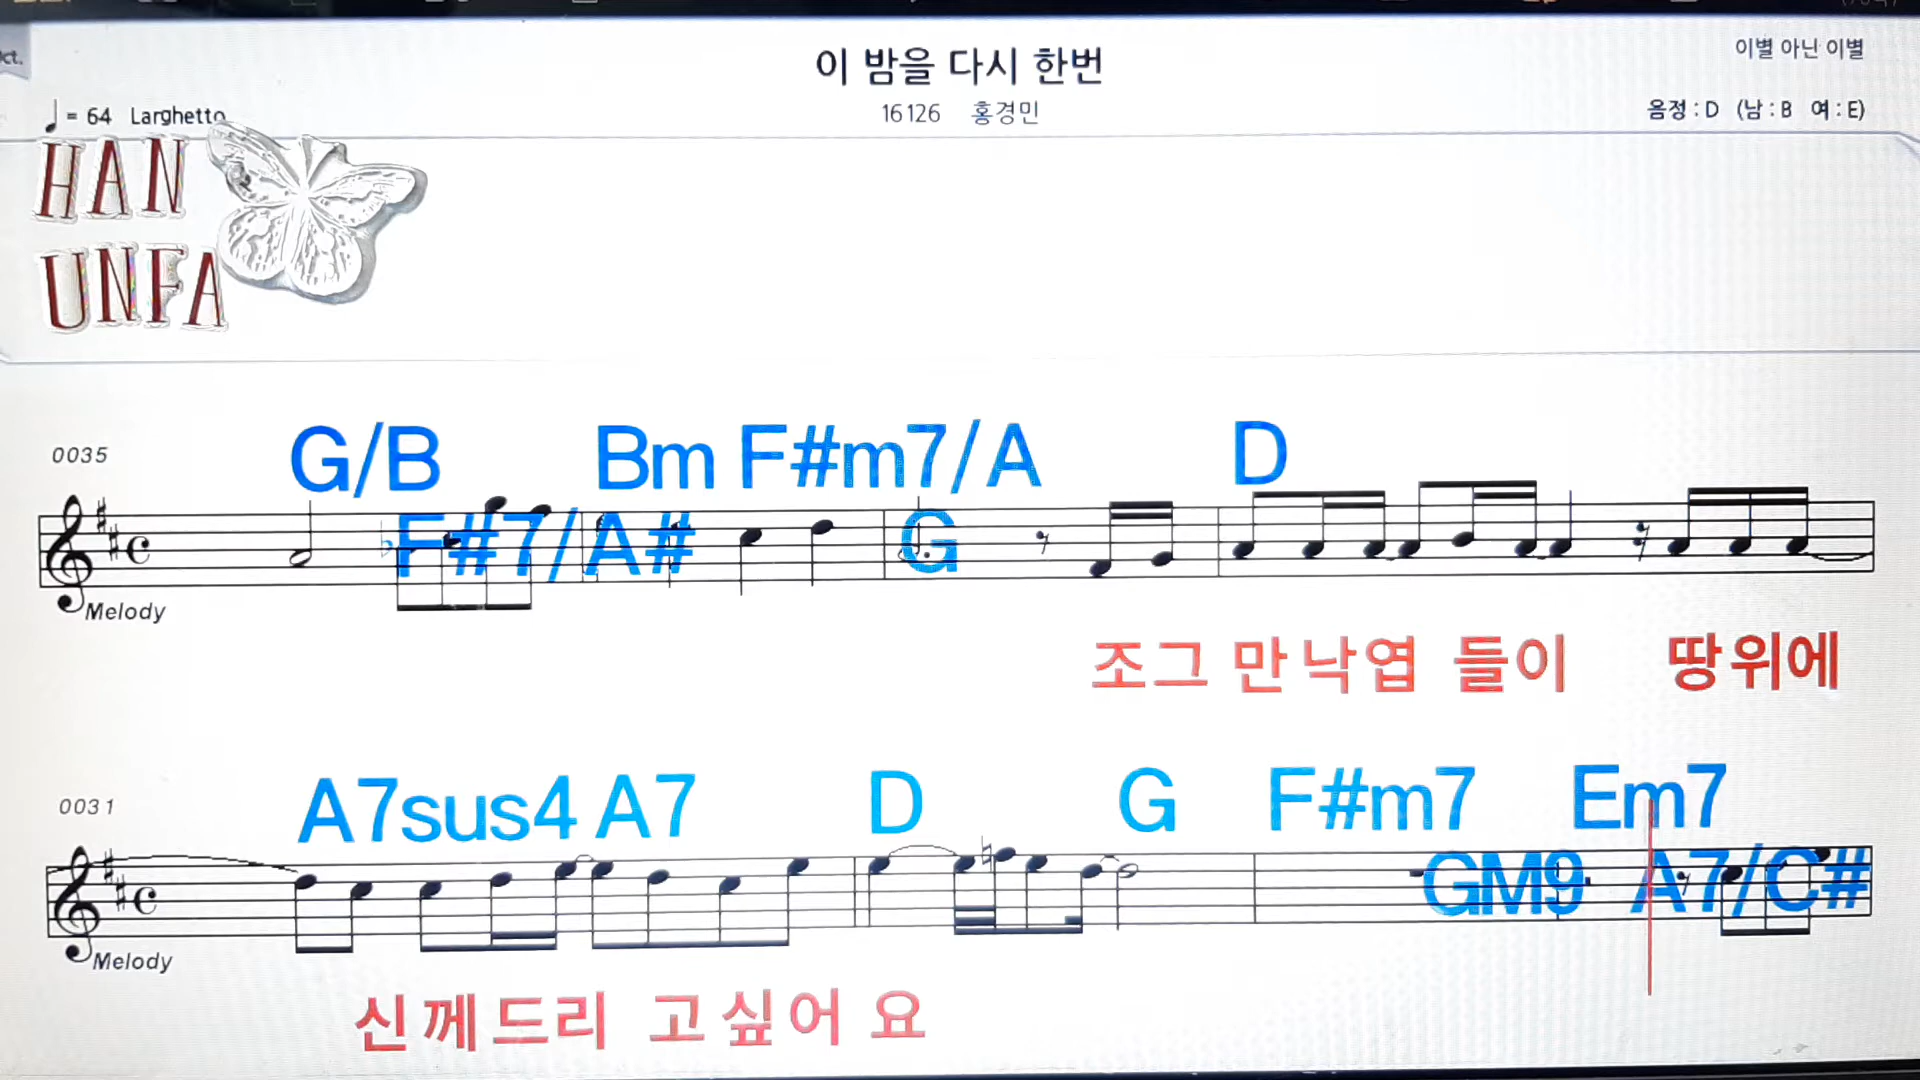 이 밤을 다시 한번
이별 아닌 이별
♩ = 64 Larghetto
16126 홍경민
음정 : D (남 : B 여 : E)
HAN
UNFA
0035
G/B Bm F#m7/A D
F#7/A# G
Melody
조그만낙엽 들이 땅위에
0031
A7sus4 A7 D G F#m7 Em7
GM9 A7/C#
Melody
신께드리 고싶어 요